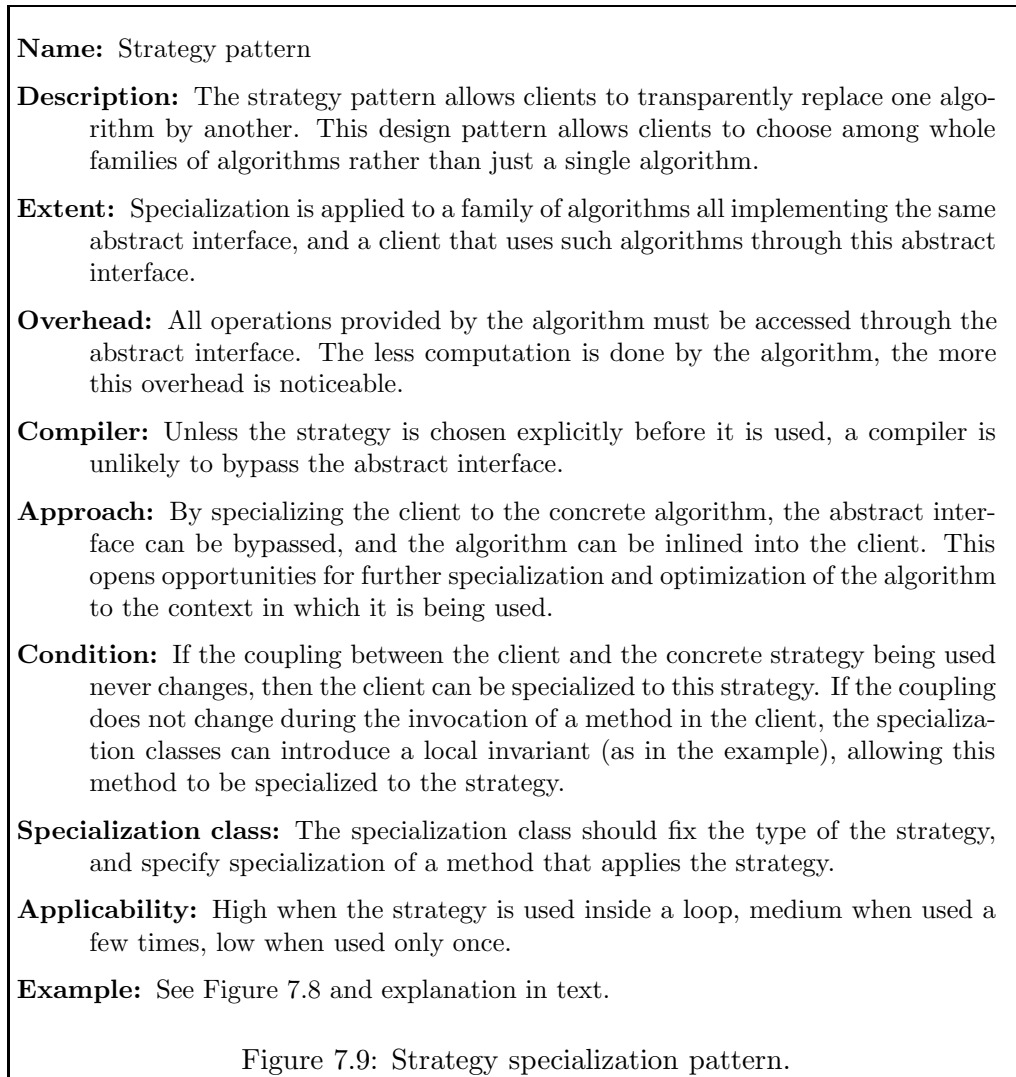 Name: Strategy pattern
Description: The strategy pattern allows clients to transparently replace one algo-
rithm by another. This design pattern allows clients to choose among whole
families of algorithms rather than just a single algorithm.
Extent: Specialization is applied to a family of algorithms all implementing the same
abstract interface, and a client that uses such algorithms through this abstract
interface.
Overhead: All operations provided by the algorithm must be accessed through the
abstract interface. The less computation is done by the algorithm, the more
this overhead is noticeable.
Compiler: Unless the strategy is chosen explicitly before it is used, a compiler is
unlikely to bypass the abstract interface.
Approach: By specializing the client to the concrete algorithm, the abstract inter-
face can be bypassed, and the algorithm can be inlined into the client. This
opens opportunities for further specialization and optimization of the algorithm
to the context in which it is being used.
Condition: If the coupling between the client and the concrete strategy being used
never changes, then the client can be specialized to this strategy. If the coupling
does not change during the invocation of a method in the client, the specializa-
tion classes can introduce a local invariant (as in the example), allowing this
method to be specialized to the strategy.
Specialization class: The specialization class should fix the type of the strategy,
and specify specialization of a method that applies the strategy.
Applicability: High when the strategy is used inside a loop, medium when used a
few times, low when used only once.
Example: See Figure 7.8 and explanation in text.
Figure 7.9: Strategy specialization pattern.